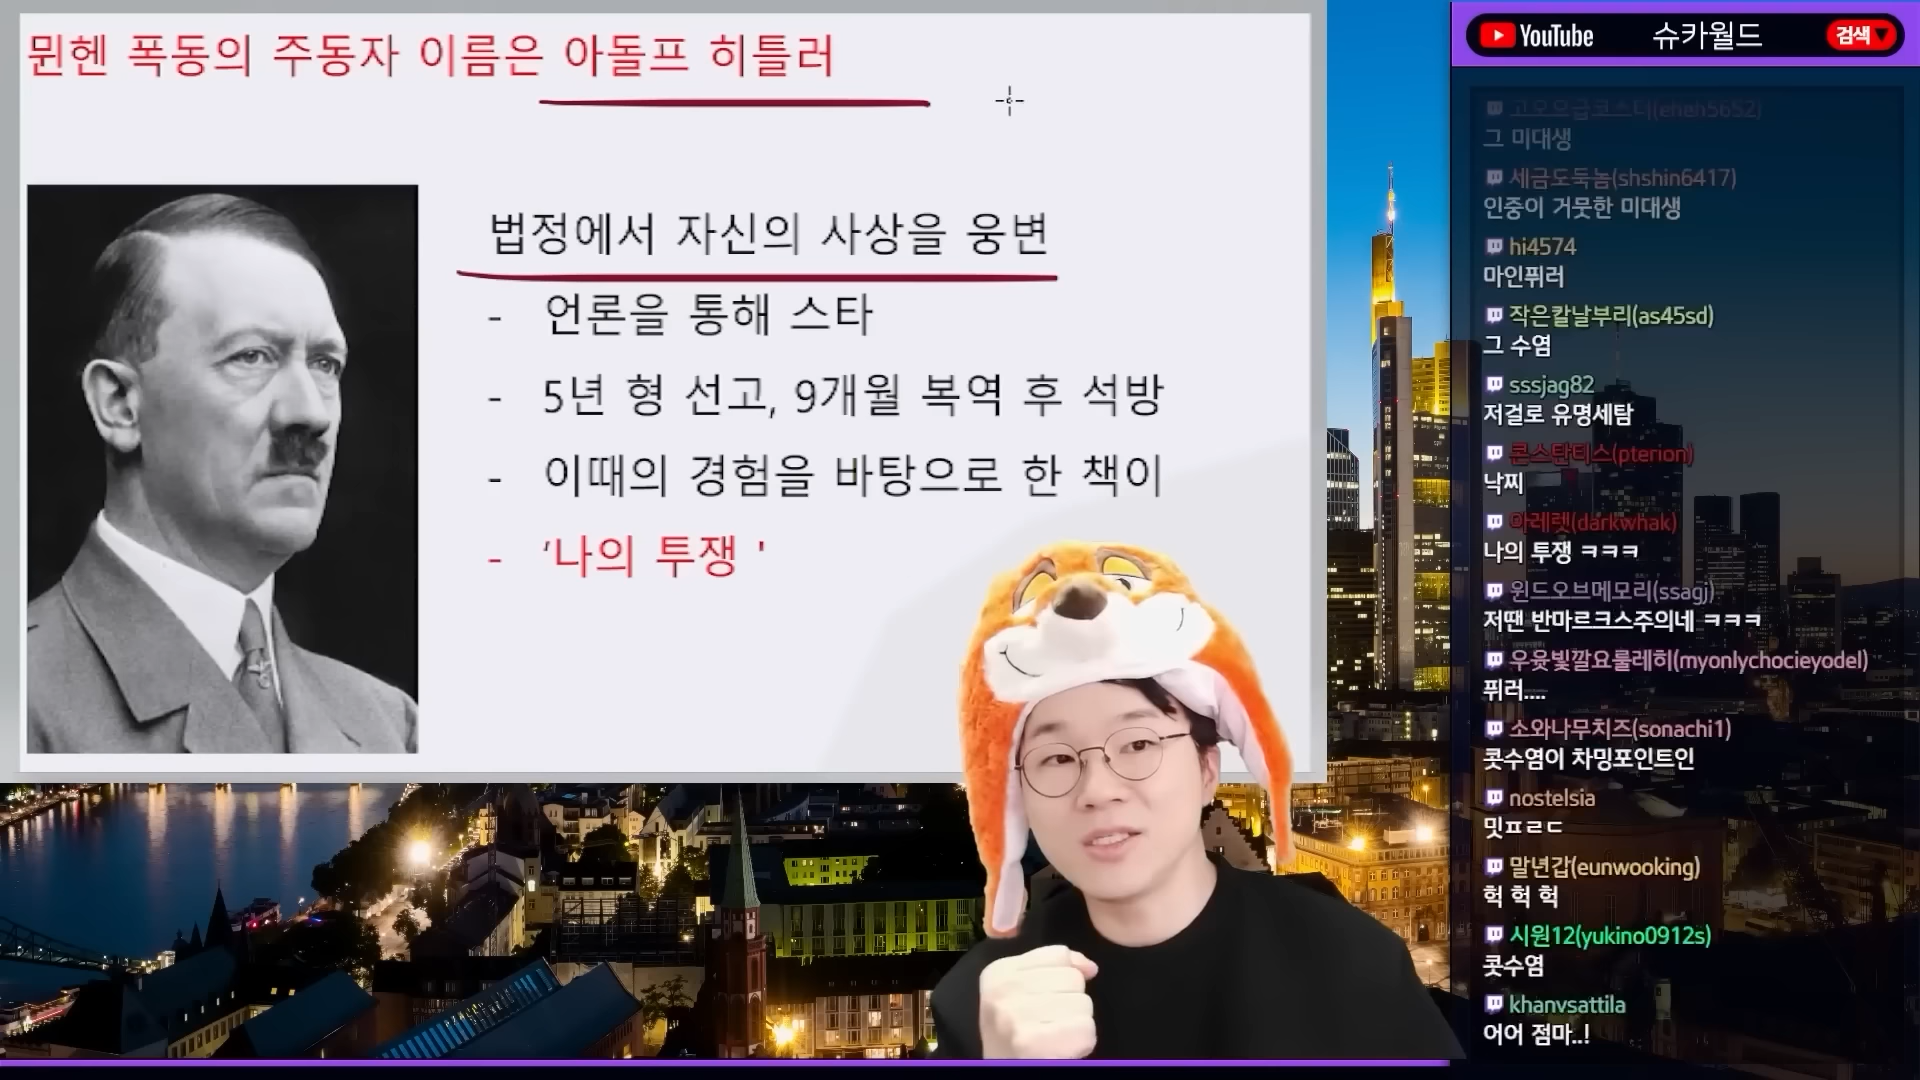 뮌헨 폭동의 주동자 이름은 아돌프 히틀러
법정에서 자신의 사상을 웅변
- 언론을 통해 스타
- 5년 형 선고, 9개월 복역 후 석방
- 이때의 경험을 바탕으로 한 책이
- '나의 투쟁 '
YouTube 슈카월드 검색
그 미대생
세금도둑놈(shshin6417)
인중이 거뭇한 미대생
hi4574
마인퓌러
작은칼날부리(as45sd)
그 수염
sssjag82
저걸로 유명세탐
콘스탄티스(pterion)
낙찌
아레렛(darkwhak)
나의 투쟁 ㅋㅋㅋ
윈드오브메모리(ssagj)
저땐 반마르크스주의네 ㅋㅋㅋ
우윳빛깔요룰레히(myonlychocieyodel)
퓌러....
소와나무치즈(sonachi1)
콧수염이 차밍포인트인
nostelsia
밋ㅍㄹㄷ
말년갑(eunwooking)
헉 헉 헉
시원12(yukino0912s)
콧수염
khanvsattila
어어 점마..!